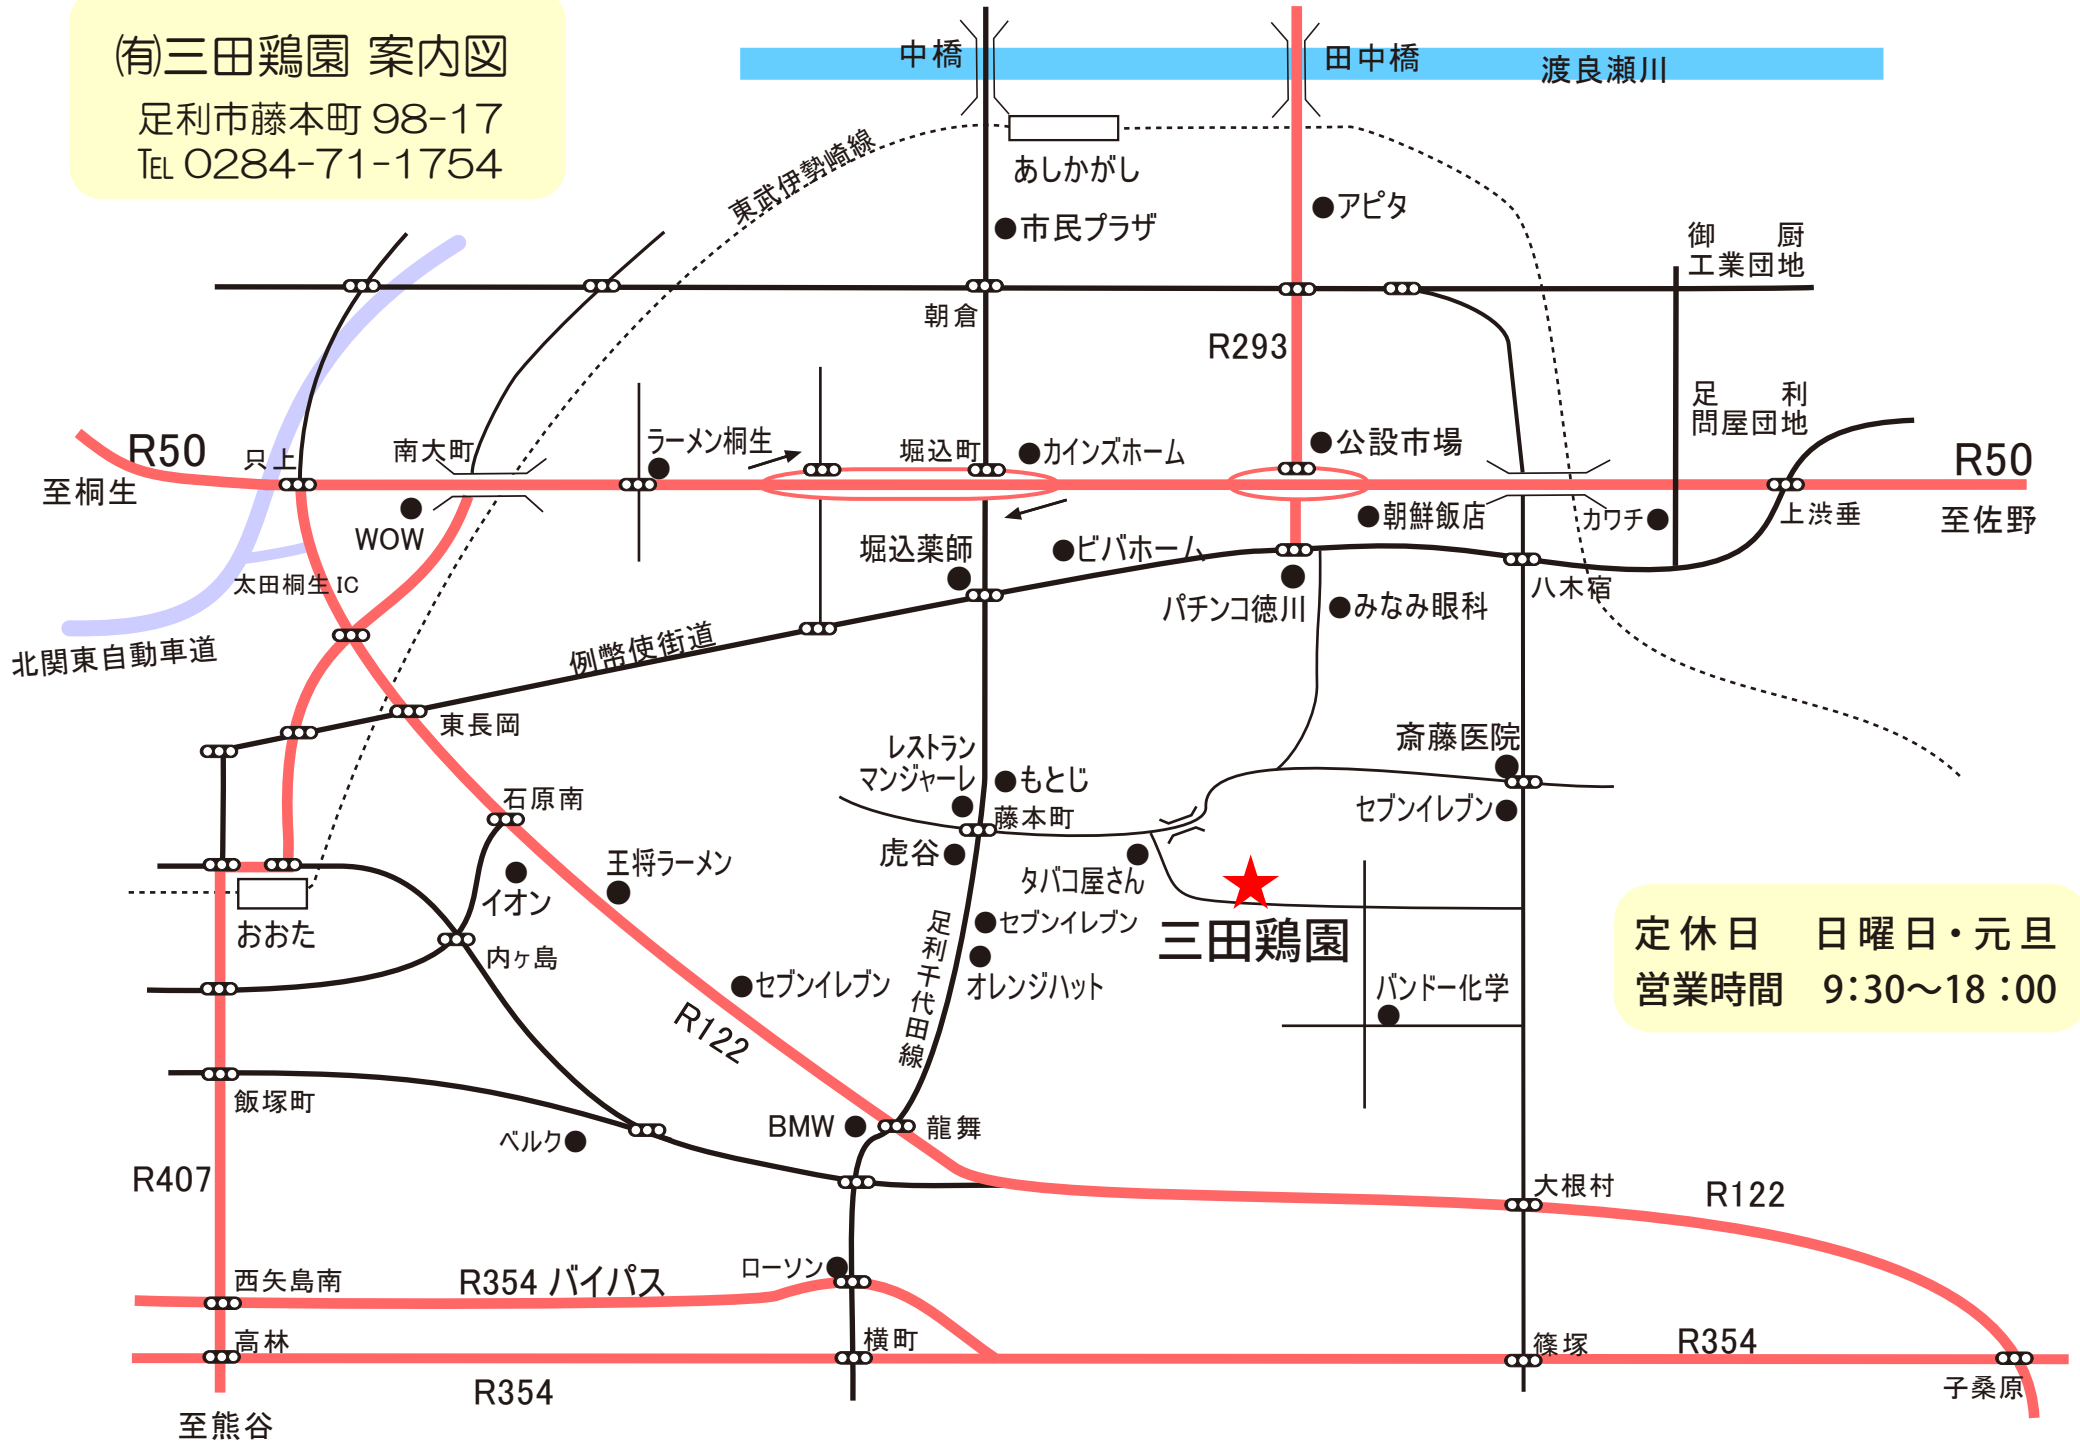 ㈲三田鶏園 案内図
足利市藤本町 98-17
TEL 0284-71-1754
中橋
田中橋
渡良瀬川
東武伊勢崎線
あしかがし
市民プラザ
アピタ
御 厨
工業団地
朝倉
R293
足 利
問屋団地
R50
至桐生
只上
南大町
ラーメン桐生
堀込町
カインズホーム
公設市場
R50
至佐野
WOW
朝鮮飯店
カワチ
上渋垂
堀込薬師
ビバホーム
太田桐生 IC
パチンコ徳川
みなみ眼科
八木宿
北関東自動車道
例幣使街道
東長岡
レストラン
マンジャーレ
もとじ
斎藤医院
石原南
藤本町
セブンイレブン
虎谷
タバコ屋さん
王将ラーメン
イオン
おおた
内ヶ島
足利千代田線
セブンイレブン
オレンジハット
三田鶏園
定休日 日曜日・元旦
営業時間 9：30～18：00
セブンイレブン
バンドー化学
R122
飯塚町
ベルク
BMW
龍舞
R407
大根村
R122
西矢島南
R354 バイパス
ローソン
高林
横町
篠塚
R354
R354
子桑原
至熊谷